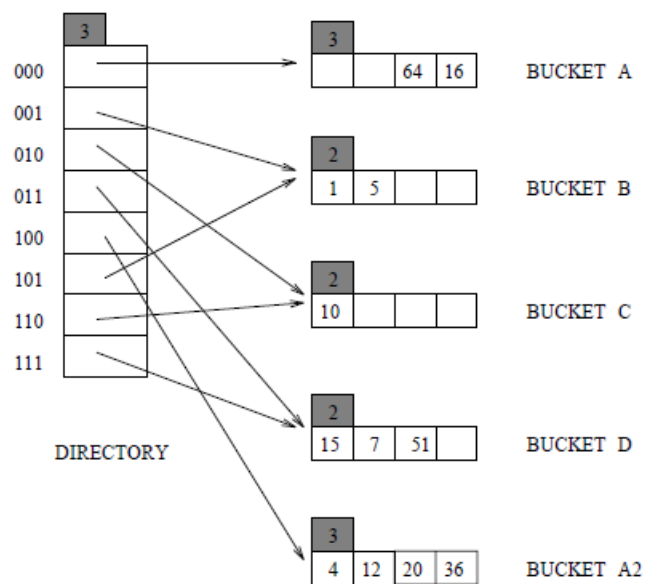 3
000
001
010
011
100
101
110
111
DIRECTORY
3
64 16
BUCKET A
2
1 5
BUCKET B
2
10
BUCKET C
2
15 7 51
BUCKET D
3
4 12 20 36
BUCKET A2